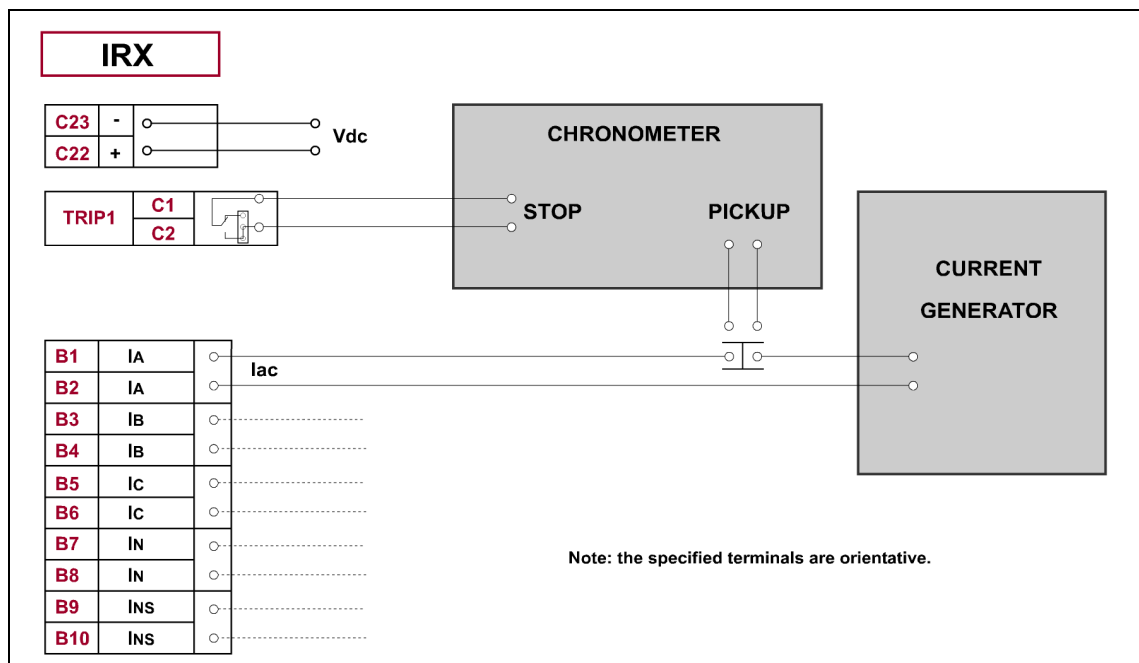 IRX
C23 -
C22 +
Vdc
TRIP1
C1
C2
CHRONOMETER
STOP
PICKUP
CURRENT
GENERATOR
B1 IA
B2 IA
Iac
B3 IB
B4 IB
B5 IC
B6 IC
B7 IN
B8 IN
B9 INS
B10 INS
Note: the specified terminals are orientative.